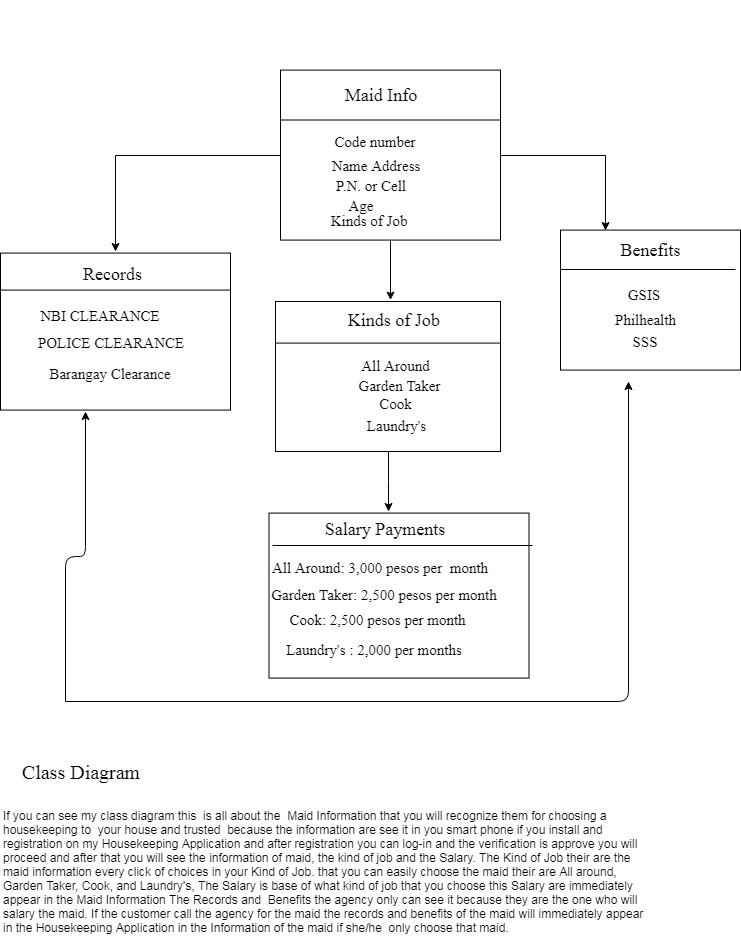 Maid Info
Code number
Name Address
P.N. or Cell
Age
Kinds of Job
Records
NBI CLEARANCE
POLICE CLEARANCE
Barangay Clearance
Kinds of Job
All Around
Garden Taker
Cook
Laundry's
Benefits
GSIS
Philhealth
SSS
Salary Payments
All Around: 3,000 pesos per month
Garden Taker: 2,500 pesos per month
Cook: 2,500 pesos per month
Laundry's : 2,000 per months
Class Diagram
If you can see my class diagram this is all about the Maid Information that you will recognize them for choosing a
housekeeping to your house and trusted because the information are see it in you smart phone if you install and
registration on my Housekeeping Application and after registration you can log-in and the verification is approve you will
proceed and after that you will see the information of maid, the kind of job and the Salary. The Kind of Job their are the
maid information every click of choices in your Kind of Job. that you can easily choose the maid their are All around,
Garden Taker, Cook, and Laundry's, The Salary is base of what kind of job that you choose this Salary are immediately
appear in the Maid Information The Records and Benefits the agency only can see it because they are the one who will
salary the maid. If the customer call the agency for the maid the records and benefits of the maid will immediately appear
in the Housekeeping Application in the Information of the maid if she/he only choose that maid.